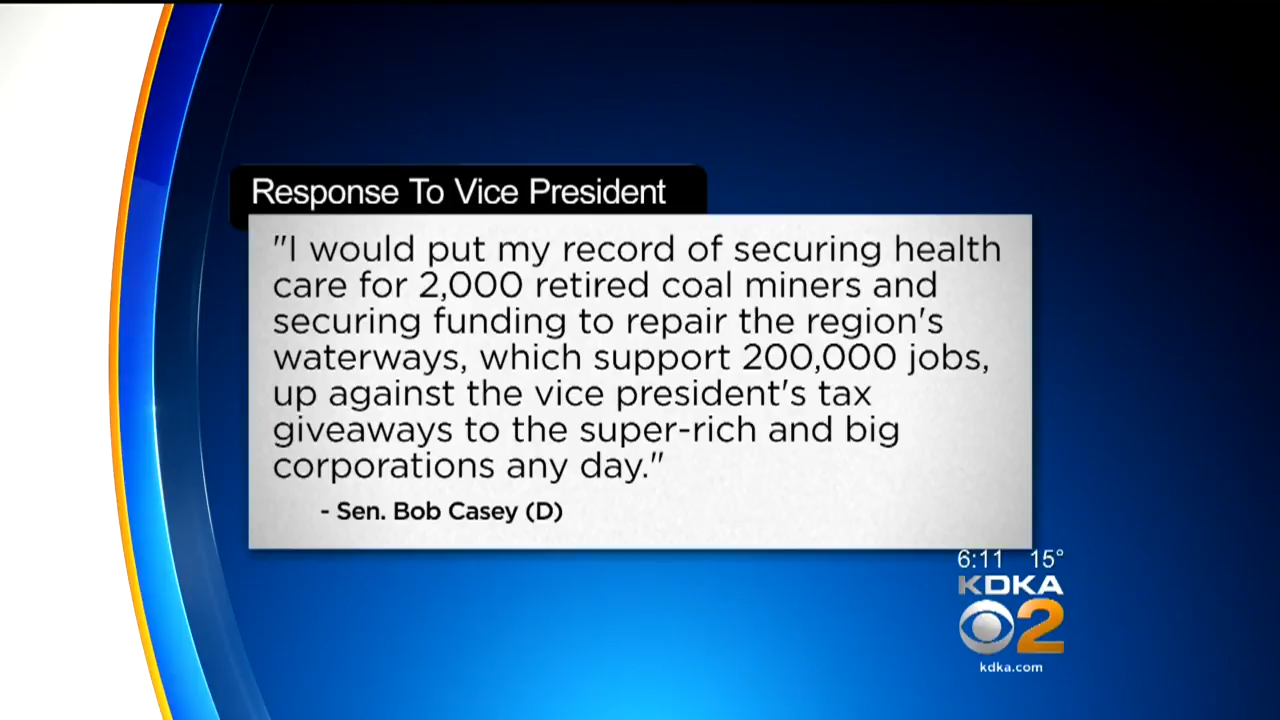 Response To Vice President
"I would put my record of securing health
care for 2,000 retired coal miners and
securing funding to repair the region's
waterways, which support 200,000 jobs,
up against the vice president's tax
giveaways to the super-rich and big
corporations any day."
- Sen. Bob Casey (D)
6:11 15°
KDKA
2
kdka.com